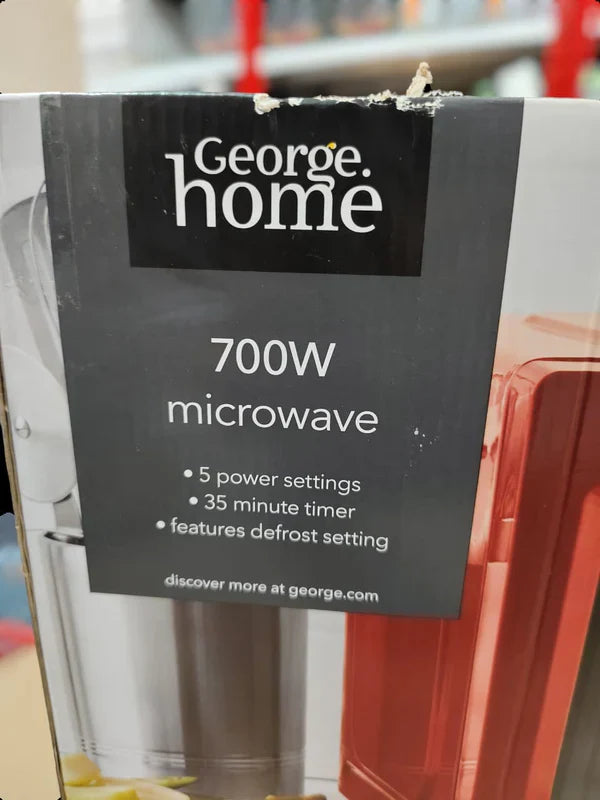 George.
home
700W
microwave
• 5 power settings
• 35 minute timer
• features defrost setting
discover more at george.com